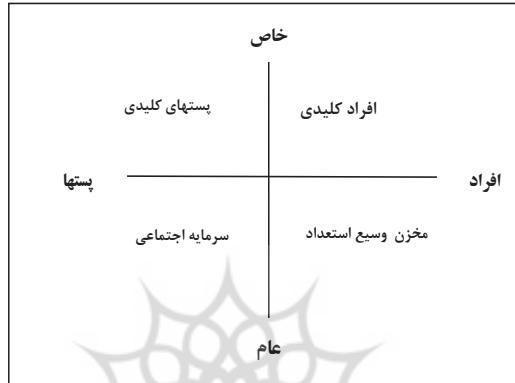 خاص
افراد کلیدی
پستهای کلیدی
افراد
پستها
مخزن وسیع استعداد
سرمایه اجتماعی
عام